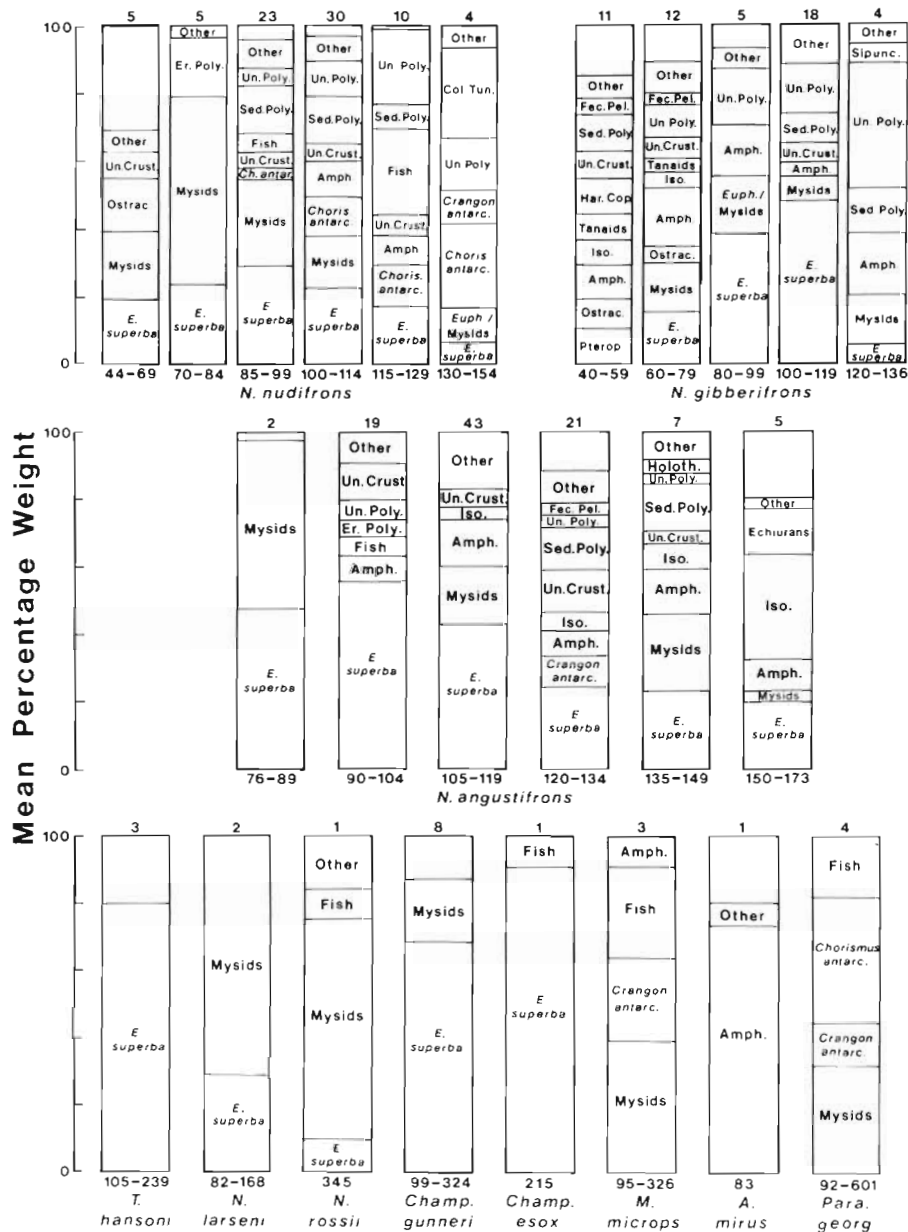 Mean Percentage Weight
100
0
5
Other
Un.Crust.
Ostrac
Mysids
E. superba
44-69
5
Other
Er. Poly.
Mysids
E. superba
70-84
23
Other
Un. Poly.
Sed. Poly
Fish
Un. Crust.
Ch. antar.
Mysids
E. superba
85-99
30
Other
Un. Poly.
Sed. Poly.
Un. Crust.
Amph
Choris antarc.
Mysids
E. superba
100-114
10
Un Poly.
Sed. Poly.
Fish
Un. Crust.
Amph
Choris. antarc.
E. superba
115-129
4
Other
Col Tun.
Un Poly
Crangon antarc.
Choris antarc.
Euph / Mysids
E. superba
130-154
N. nudifrons
11
Other
Fec. Pel.
Sed. Poly
Un. Crust.
Har. Cop
Tanaids
Iso.
Amph.
Ostrac.
Pterop
40-59
12
Other
Fec. Pel.
Un. Poly
Un. Crust.
Tanaids
Iso.
Amph.
Ostrac.
Mysids
E. superba
60-79
5
Other
Un. Poly.
Amph.
Euph./ Mysids
E. superba
80-99
18
Other
Un. Poly.
Sed. Poly
Un. Crust.
Amph.
Mysids
E. superba
100-119
4
Other
Sipunc.
Un. Poly
Sed Poly.
Amph.
Mysids
E superba
120-136
N. gibberifrons
100
0
2
Mysids
E. superba
76-89
19
Other
Un. Crust
Un. Poly.
Er. Poly.
Fish
Amph.
E superba
90-104
43
Other
Un. Crust.
Iso.
Amph.
Mysids
E. superba
105-119
21
Other
Fec. Pel.
Un. Poly.
Sed. Poly.
Un. Crust.
Iso.
Amph.
Crangon antarc.
E superba
120-134
7
Other
Holoth.
Un. Poly.
Sed. Poly.
Un. Crust.
Iso.
Amph.
Mysids
E. superba
135-149
5
Other
Echiurans
Iso.
Amph.
Mysids
E. superba
150-173
N. angustifrons
100
0
3
E superba
105-239
T. hansoni
2
Mysids
E. superba
82-168
N. larseni
1
Other
Fish
Mysids
E superba
345
N. rossii
8
Mysids
E. superba
99-324
Champ. gunneri
1
Fish
E superba
215
Champ. esox
3
Amph.
Fish
Crangon antarc.
Mysids
95-326
M. microps
1
Other
Amph.
83
A. mirus
4
Fish
Chorismus antarc.
Crangon antarc.
Mysids
92-601
Para. georg